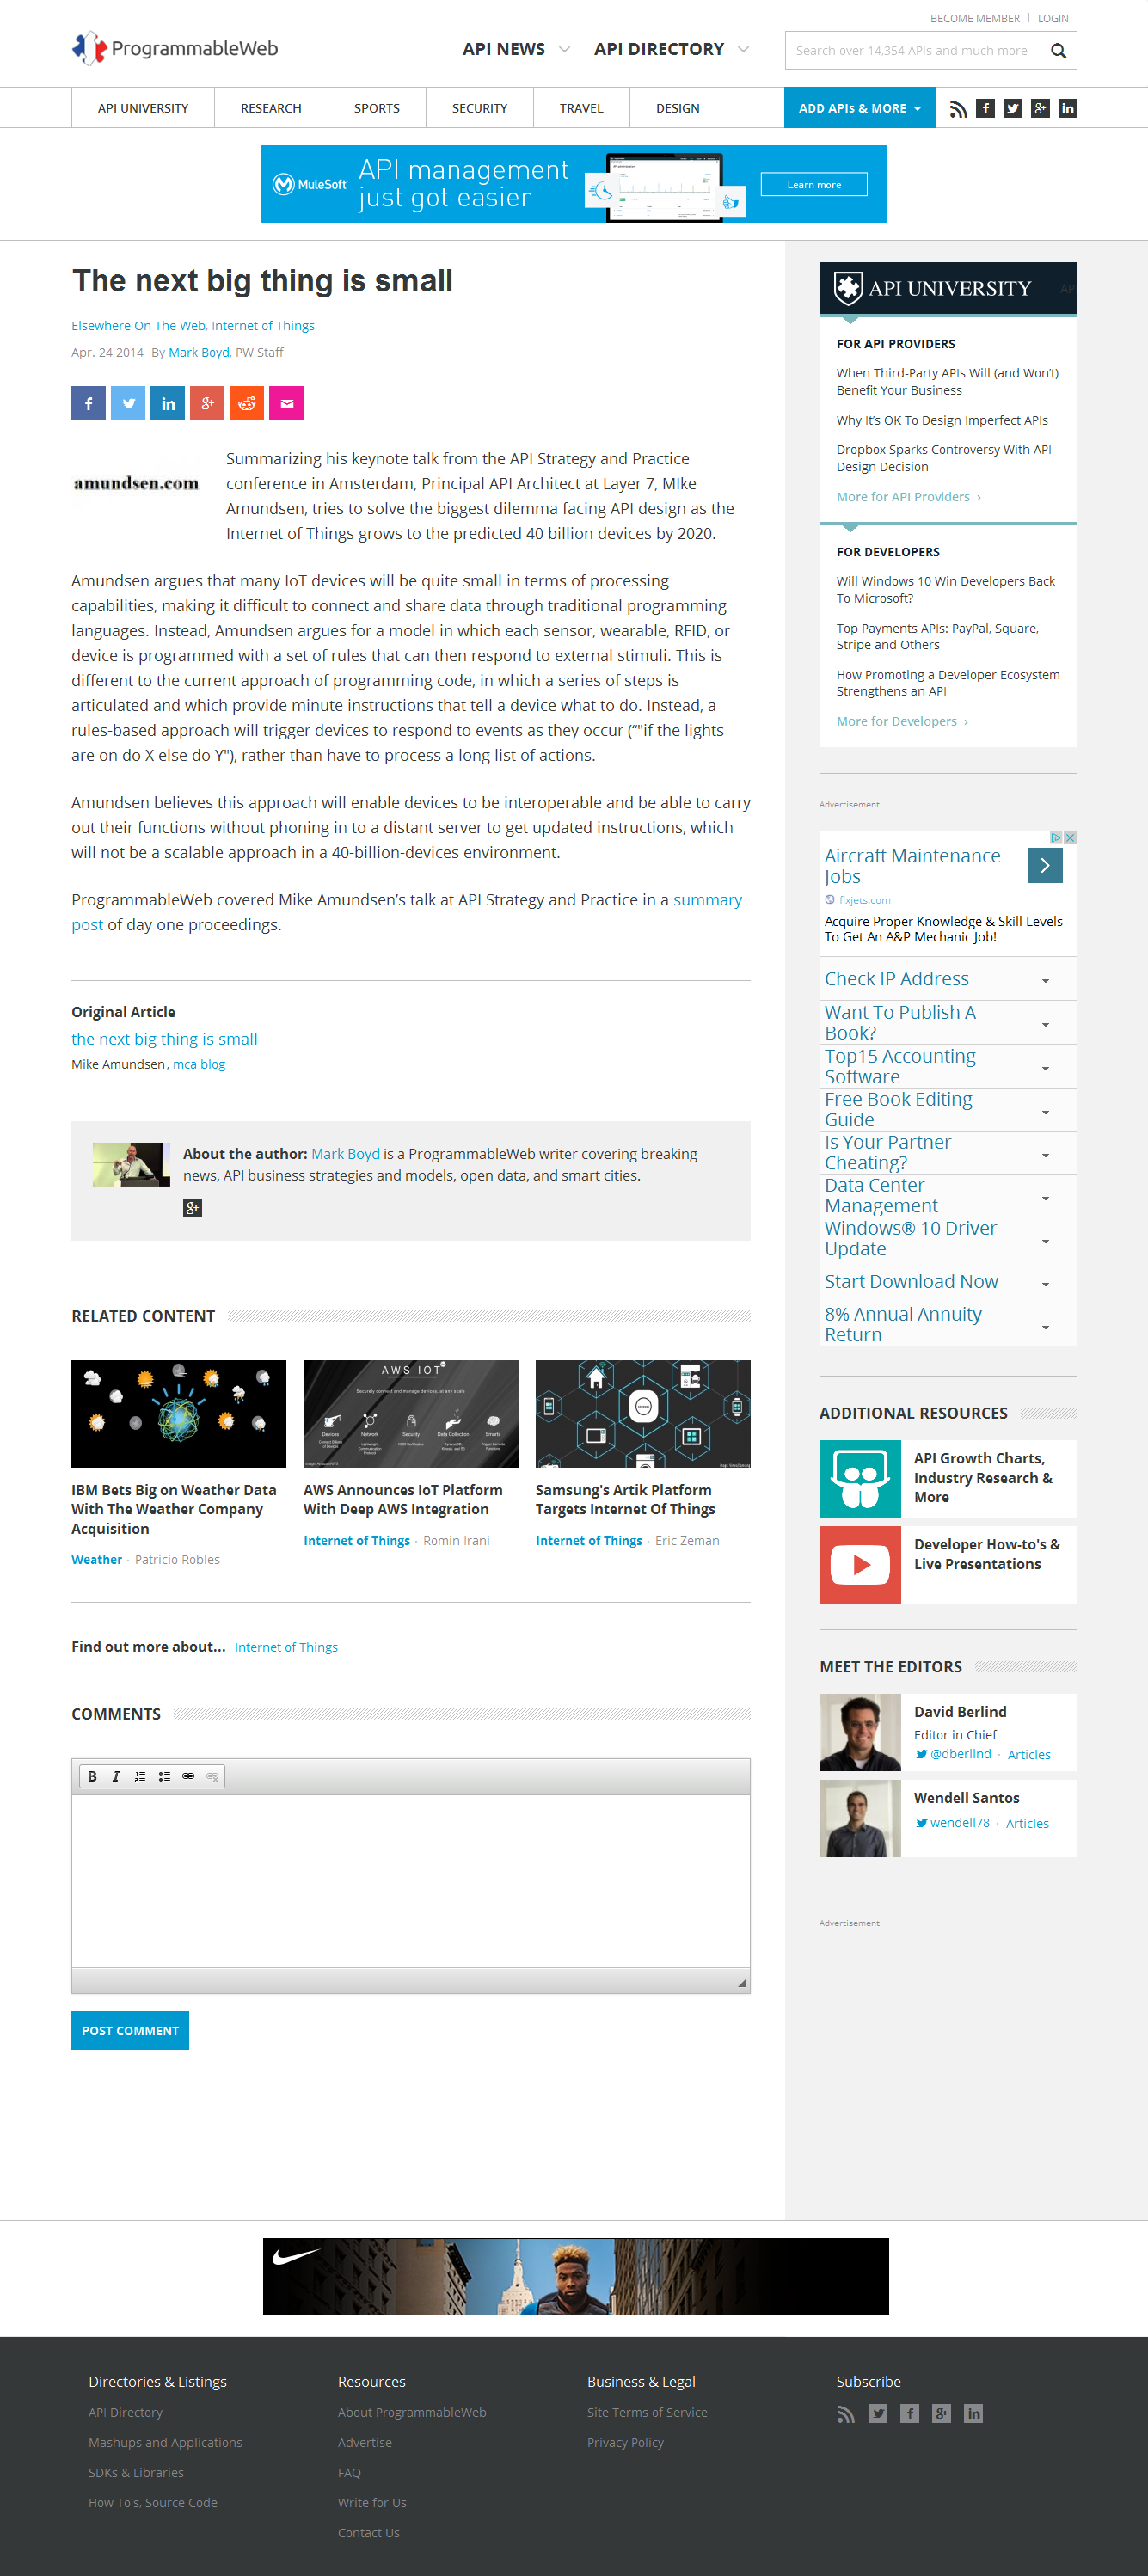 BECOME MEMBER | LOGIN
ProgrammableWeb
API NEWS
API DIRECTORY
Search over 14,354 APIs and much more
API UNIVERSITY
RESEARCH
SPORTS
SECURITY
TRAVEL
DESIGN
ADD APIs & MORE
MuleSoft
API management
just got easier
Learn more
The next big thing is small
Elsewhere On The Web, Internet of Things
Apr. 24 2014 By Mark Boyd, PW Staff
amundsen.com
Summarizing his keynote talk from the API Strategy and Practice
conference in Amsterdam, Principal API Architect at Layer 7, MIke
Amundsen, tries to solve the biggest dilemma facing API design as the
Internet of Things grows to the predicted 40 billion devices by 2020.
Amundsen argues that many IoT devices will be quite small in terms of processing
capabilities, making it difficult to connect and share data through traditional programming
languages. Instead, Amundsen argues for a model in which each sensor, wearable, RFID, or
device is programmed with a set of rules that can then respond to external stimuli. This is
different to the current approach of programming code, in which a series of steps is
articulated and which provide minute instructions that tell a device what to do. Instead, a
rules-based approach will trigger devices to respond to events as they occur (“"if the lights
are on do X else do Y"), rather than have to process a long list of actions.
Amundsen believes this approach will enable devices to be interoperable and be able to carry
out their functions without phoning in to a distant server to get updated instructions, which
will not be a scalable approach in a 40-billion-devices environment.
ProgrammableWeb covered Mike Amundsen’s talk at API Strategy and Practice in a summary
post of day one proceedings.
Original Article
the next big thing is small
Mike Amundsen, mca blog
About the author: Mark Boyd is a ProgrammableWeb writer covering breaking
news, API business strategies and models, open data, and smart cities.
RELATED CONTENT
AWS IOT
Securely connect and manage devices, at any scale
Devices
Network
Security
Data Collection
Smarts
IBM Bets Big on Weather Data
With The Weather Company
Acquisition
Weather · Patricio Robles
AWS Announces IoT Platform
With Deep AWS Integration
Internet of Things · Romin Irani
Samsung's Artik Platform
Targets Internet Of Things
Internet of Things · Eric Zeman
Find out more about... Internet of Things
COMMENTS
B I
POST COMMENT
API UNIVERSITY
FOR API PROVIDERS
When Third-Party APIs Will (and Won’t)
Benefit Your Business
Why It’s OK To Design Imperfect APIs
Dropbox Sparks Controversy With API
Design Decision
More for API Providers ›
FOR DEVELOPERS
Will Windows 10 Win Developers Back
To Microsoft?
Top Payments APIs: PayPal, Square,
Stripe and Others
How Promoting a Developer Ecosystem
Strengthens an API
More for Developers ›
Advertisement
Aircraft Maintenance
Jobs
fixjets.com
Acquire Proper Knowledge & Skill Levels
To Get An A&P Mechanic Job!
Check IP Address
Want To Publish A
Book?
Top15 Accounting
Software
Free Book Editing
Guide
Is Your Partner
Cheating?
Data Center
Management
Windows® 10 Driver
Update
Start Download Now
8% Annual Annuity
Return
ADDITIONAL RESOURCES
API Growth Charts,
Industry Research &
More
Developer How-to's &
Live Presentations
MEET THE EDITORS
David Berlind
Editor in Chief
@dberlind · Articles
Wendell Santos
wendell78 · Articles
Advertisement
Directories & Listings
API Directory
Mashups and Applications
SDKs & Libraries
How To's, Source Code
Resources
About ProgrammableWeb
Advertise
FAQ
Write for Us
Contact Us
Business & Legal
Site Terms of Service
Privacy Policy
Subscribe